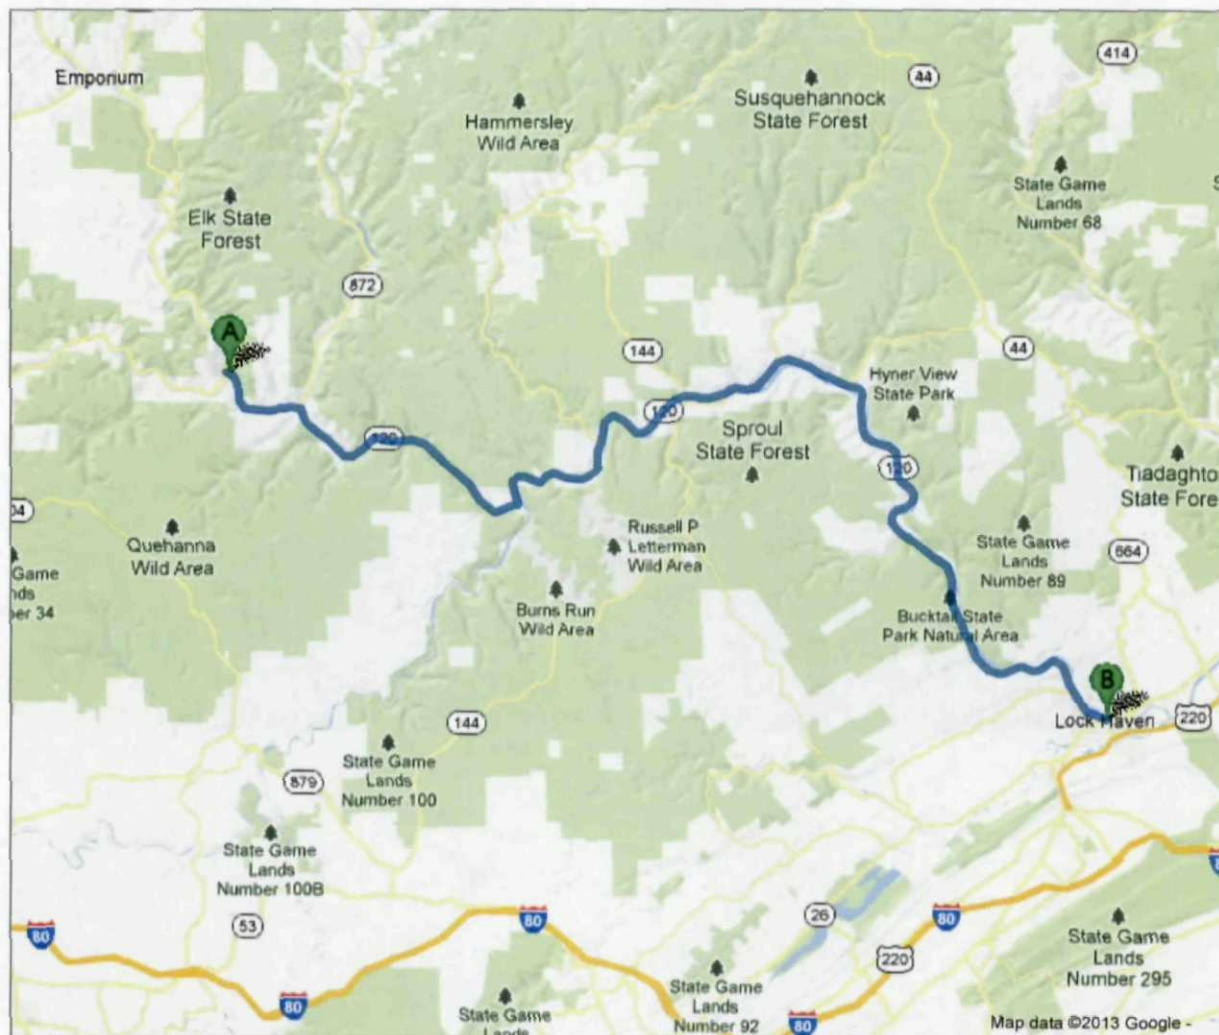 Emporium
414
44
Susquehannock
State Forest
Hammersley
Wild Area
State Game
Lands
Number 68
Elk State
Forest
872
A
144
44
Hyner View
State Park
120
Sproul
State Forest
120
120
Tiadaghto
State Fore
04
Quehanna
Wild Area
Russell P
Letterman
Wild Area
State Game
Lands
Number 89
664
Game
nds
er 34
Burns Run
Wild Area
Bucktail State
Park Natural Area
B
Lock Haven
220
144
State Game
Lands
Number 100
879
State Game
Lands
Number 100B
53
80
80
26
80
220
State Game
Lands
Number 295
80
State Game
Lands
State Game
Lands
Number 92
80
Map data ©2013 Google -